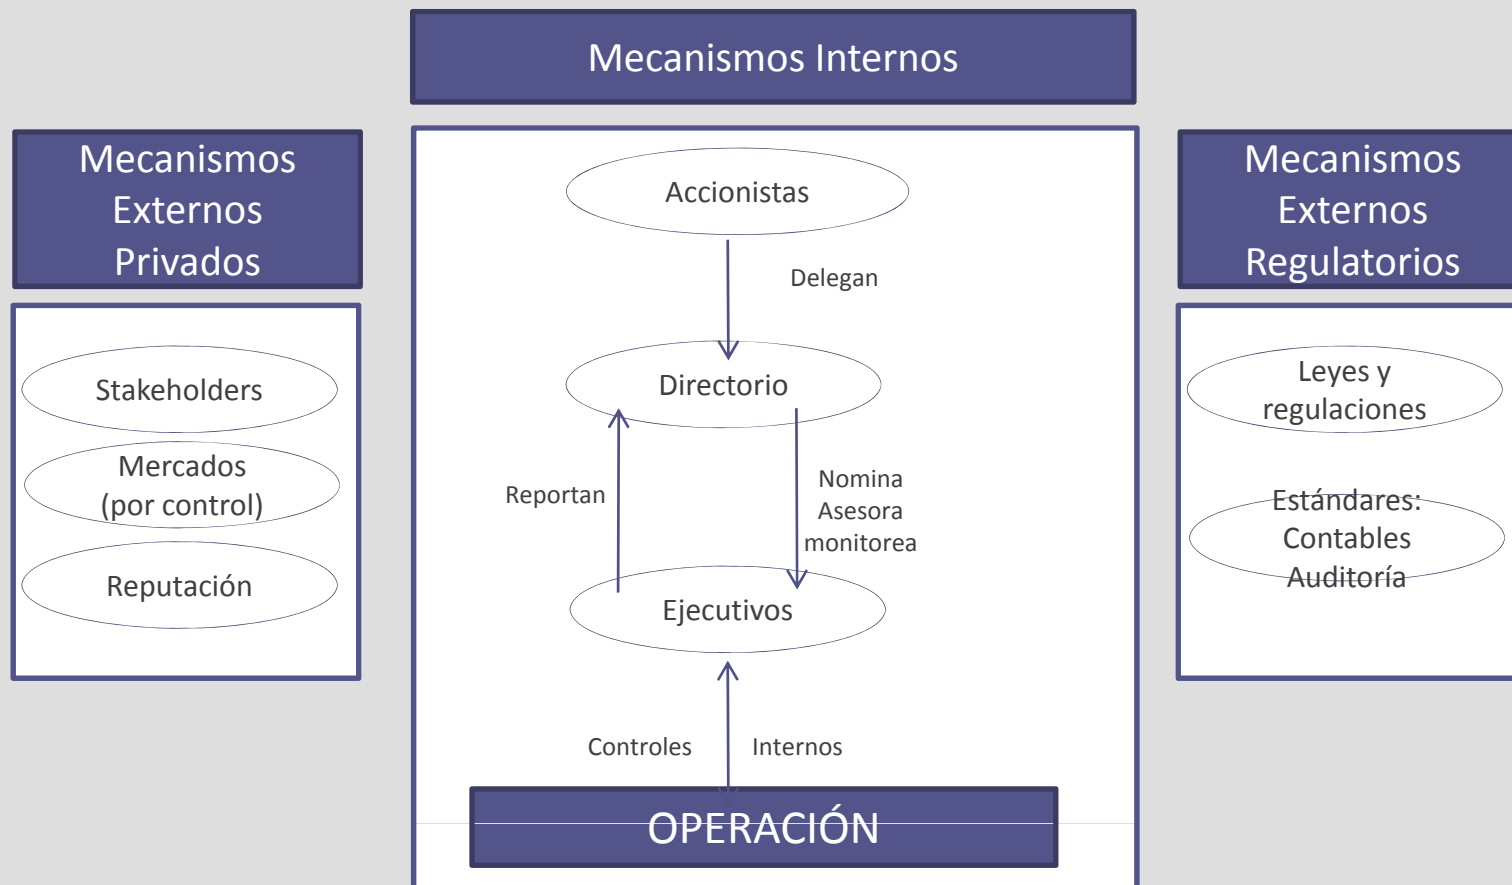 Mecanismos Internos
Mecanismos
Externos
Privados
Stakeholders
Mercados
(por control)
Reputación
Accionistas
Delegan
Directorio
Reportan
Nomina
Asesora
monitorea
Ejecutivos
Controles
Internos
OPERACIÓN
Mecanismos
Externos
Regulatorios
Leyes y
regulaciones
Estándares:
Contables
Auditoría